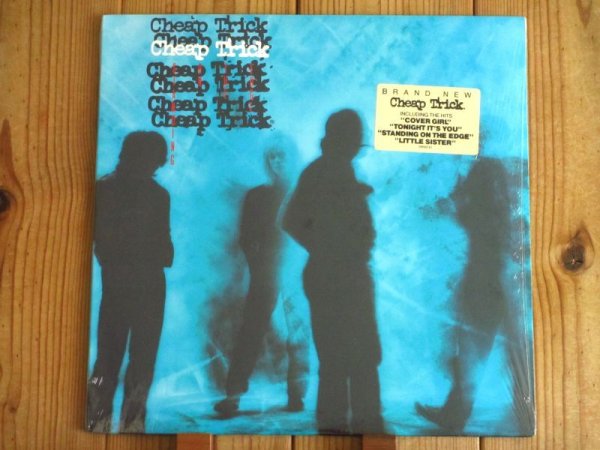 Cheap Trick
Cheap Trick
Cheap Trick
Cheap Trick
Cheap Trick
Cheap Trick
Cheap Trick
BRAND NEW
Cheap Trick.
INCLUDING THE HITS:
"COVER GIRL"
"TONIGHT IT'S YOU"
"STANDING ON THE EDGE"
"LITTLE SISTER"